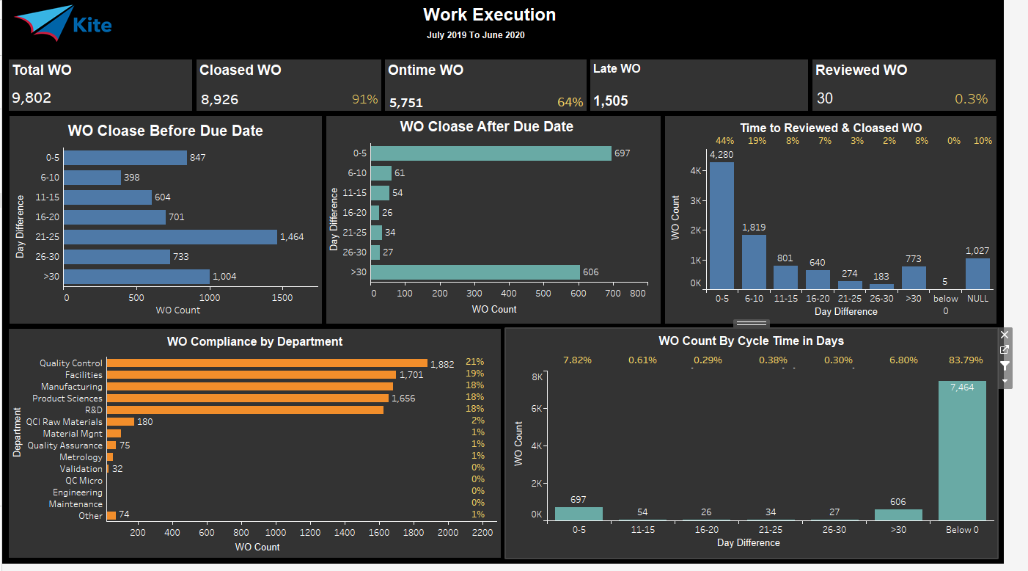 Kite
Work Execution
July 2019 To June 2020
Total WO
9,802
Cloased WO
8,926 91%
Ontime WO
5,751 64%
Late WO
1,505
Reviewed WO
30 0.3%
WO Cloase Before Due Date
Day Difference
0-5 847
6-10 398
11-15 604
16-20 701
21-25 1,464
26-30 733
>30 1,004
0 500 1000 1500
WO Count
WO Cloase After Due Date
Day Difference
0-5 697
6-10 61
11-15 54
16-20 26
21-25 34
26-30 27
>30 606
0 100 200 300 400 500 600 700 800
WO Count
Time to Reviewed & Cloased WO
44% 19% 8% 7% 3% 2% 8% 0% 10%
WO Count
4K
3K
2K
1K
0K
4,280 1,819 801 640 274 183 773 5 1,027
0-5 6-10 11-15 16-20 21-25 26-30 >30 below 0 NULL
Day Difference
WO Compliance by Department
Department
Quality Control 1,882 21%
Facilities 1,701 19%
Manufacturing 18%
Product Sciences 1,656 18%
R&D 18%
QCI Raw Materials 180 2%
Material Mgnt 1%
Quality Assurance 75 1%
Metrology 1%
Validation 32 0%
QC Micro 0%
Engineering 0%
Maintenance 0%
Other 74 1%
200 400 600 800 1000 1200 1400 1600 1800 2000 2200
WO Count
WO Count By Cycle Time in Days
7.82% 0.61% 0.29% 0.38% 0.30% 6.80% 83.79%
WO Count
8K
6K
4K
2K
0K
697 54 26 34 27 606 7,464
0-5 11-15 16-20 21-25 26-30 >30 Below 0
Day Difference